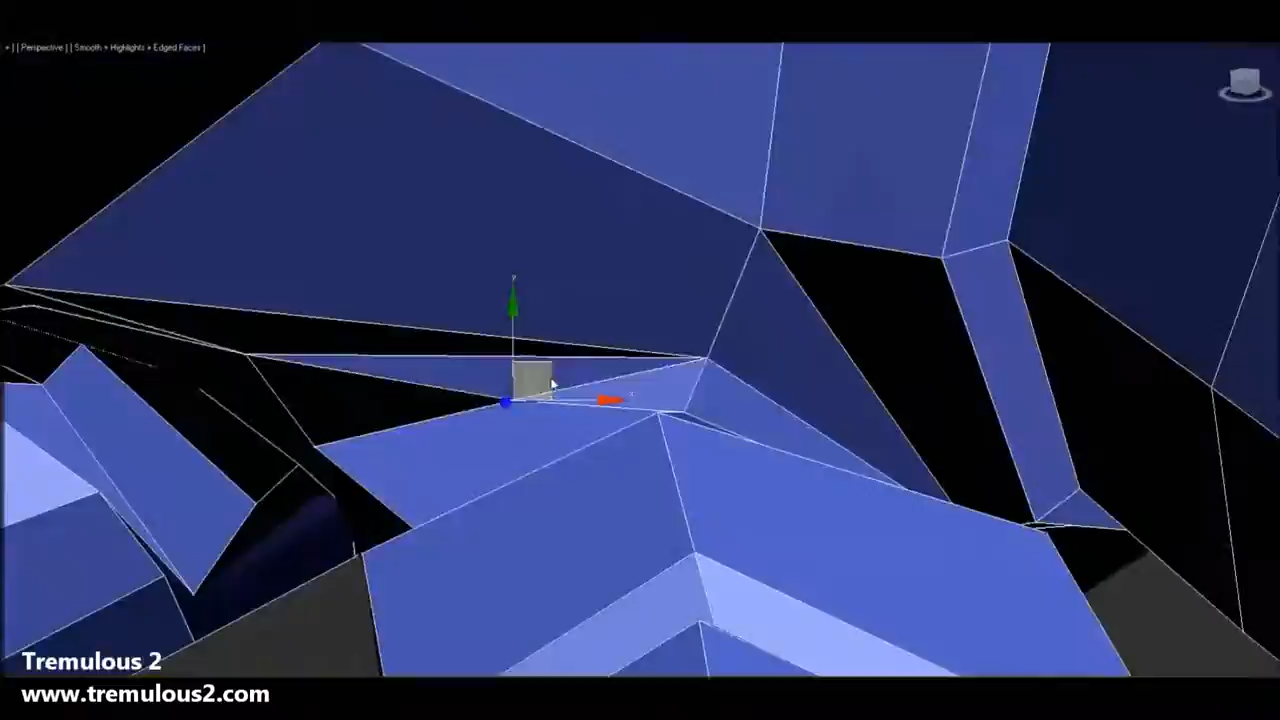 + ] [ Perspective ] [ Smooth + Highlights + Edged Faces ]
y
x
Tremulous 2
www.tremulous2.com